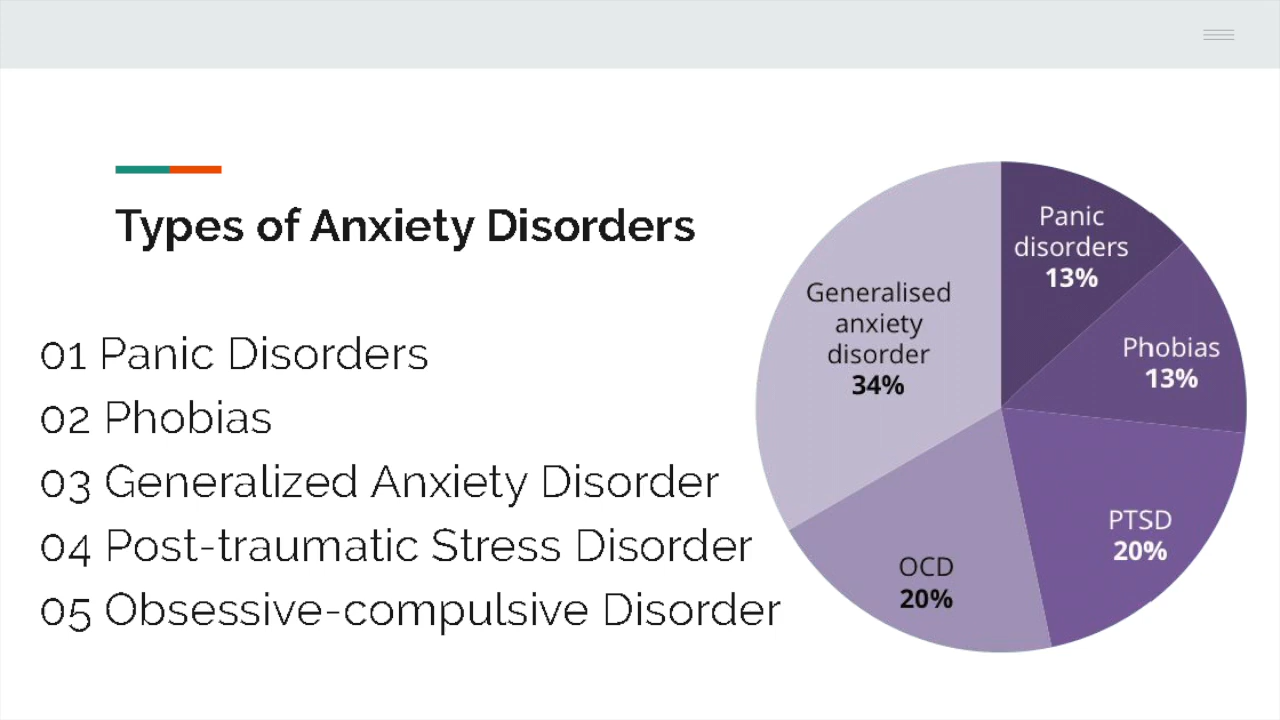 Types of Anxiety Disorders
01 Panic Disorders
02 Phobias
03 Generalized Anxiety Disorder
04 Post-traumatic Stress Disorder
05 Obsessive-compulsive Disorder
Panic
disorders
13%
Phobias
13%
PTSD
20%
OCD
20%
Generalised
anxiety
disorder
34%